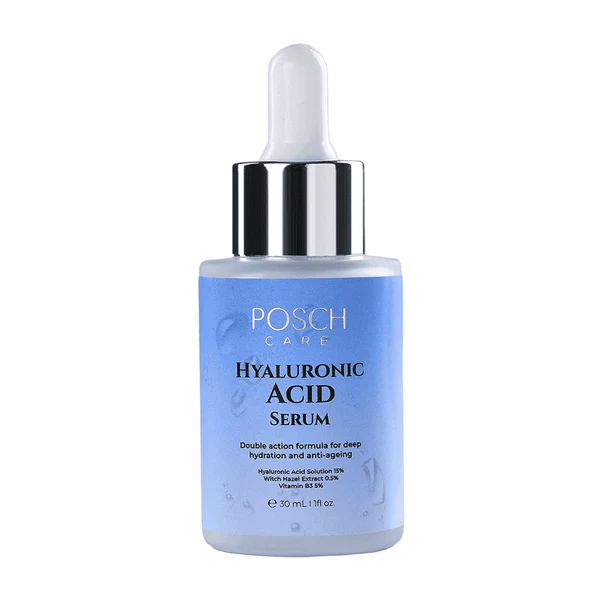 POSCH
CARE
HYALURONIC
ACID
SERUM
Double action formula for deep
hydration and anti-ageing
Hyaluronic Acid Solution 15%
Witch Hazel Extract 0.5%
Vitamin B3 5%
℮ 30 mL | 1fl oz.